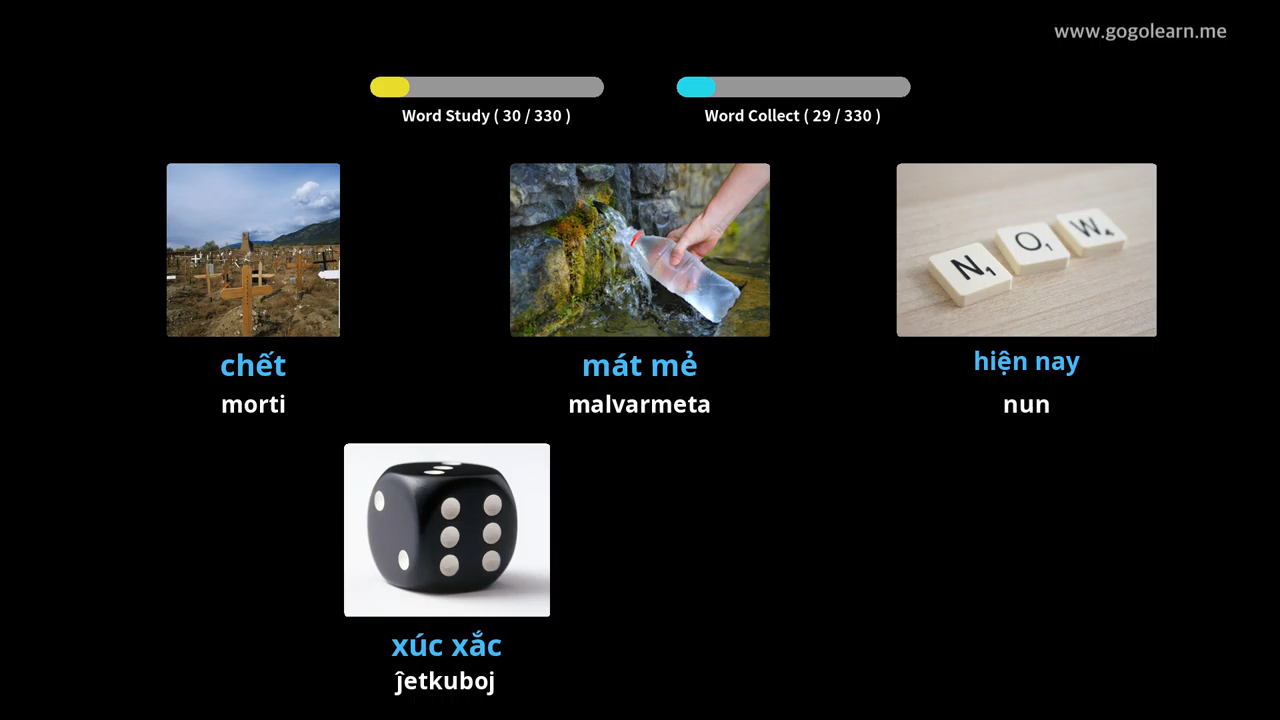 www.gogolearn.me
Word Study ( 30 / 330 )
Word Collect ( 29 / 330 )
N O W
chết
morti
mát mẻ
malvarmeta
hiện nay
nun
xúc xắc
ĵetkuboj